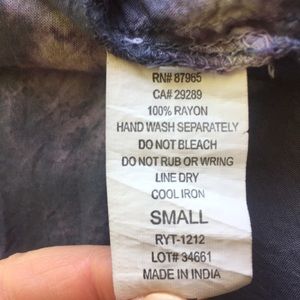 RN# 87965
CA# 29289
100% RAYON
HAND WASH SEPARATELY
DO NOT BLEACH
DO NOT RUB OR WRING
LINE DRY
COOL IRON
SMALL
RYT-1212
LOT# 34661
MADE IN INDIA